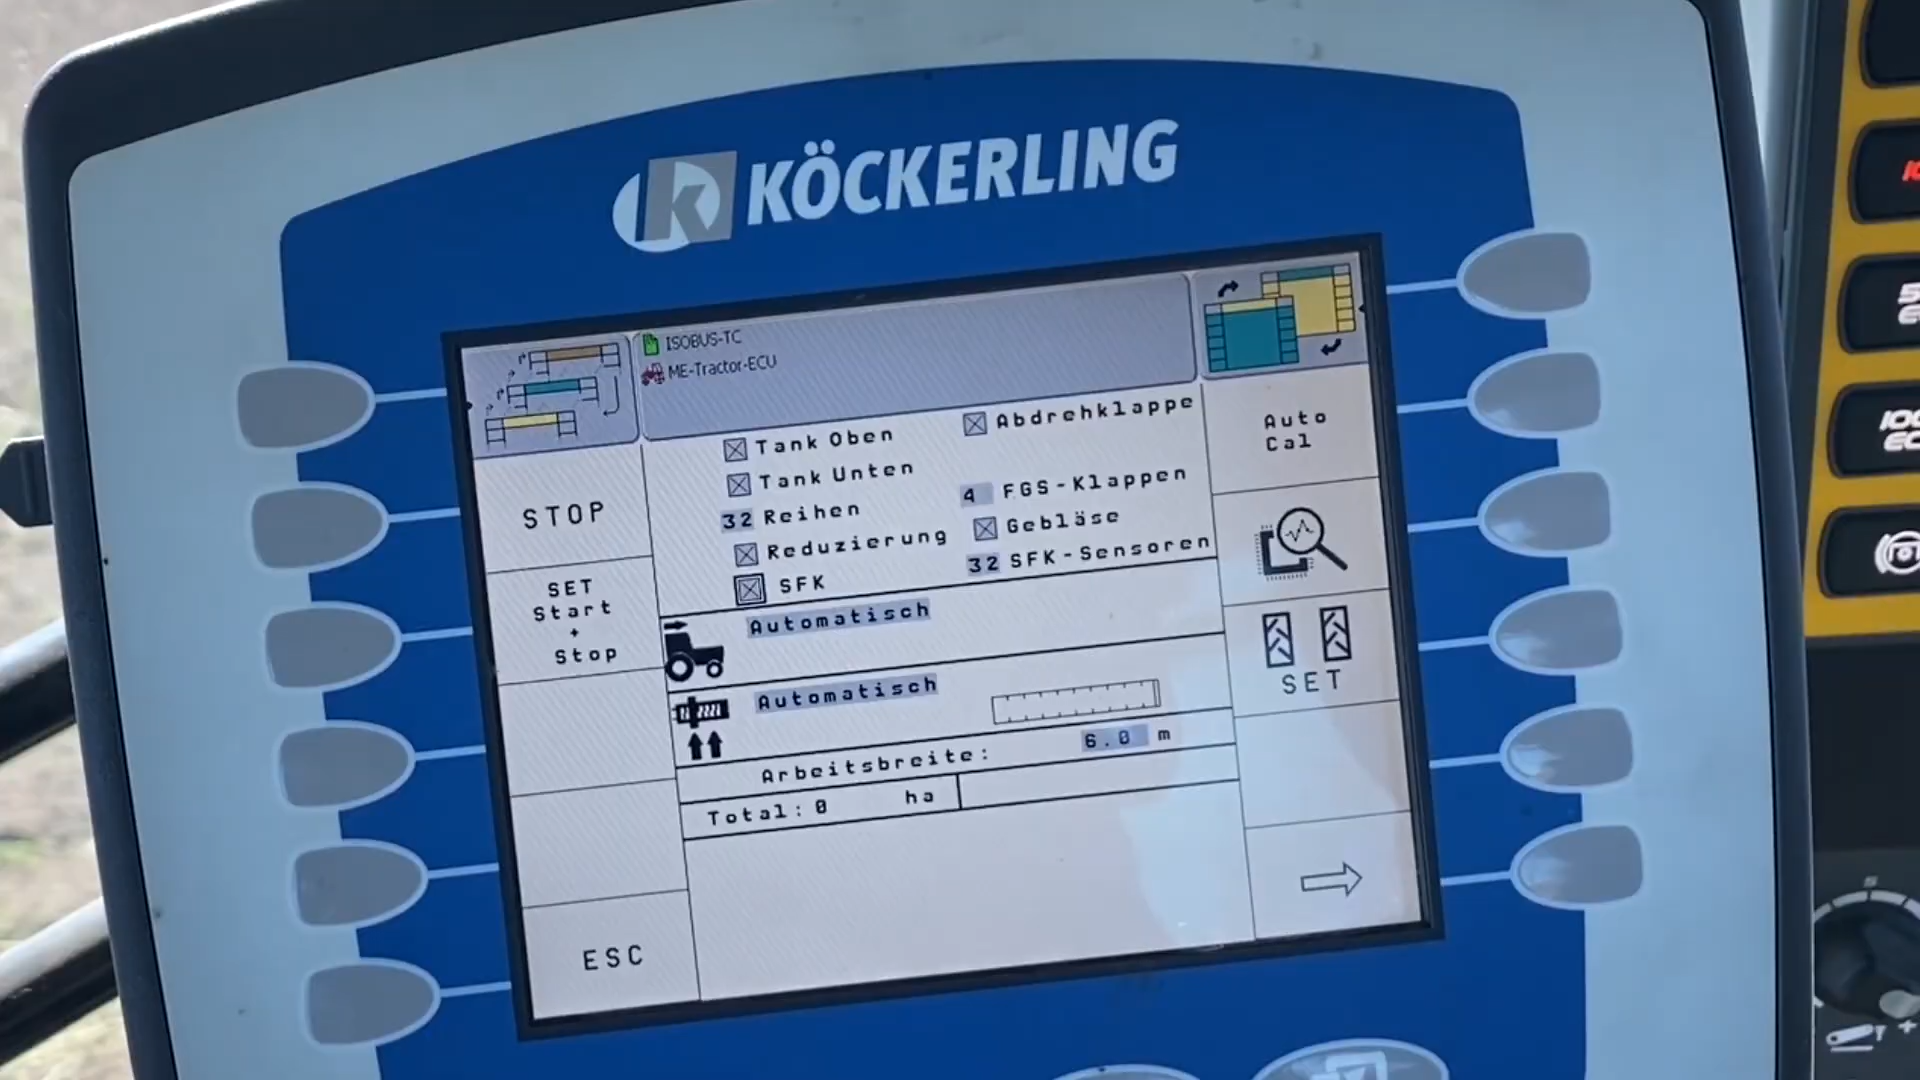 KÖCKERLING
ISOBUS-TC
ME-Tractor-ECU
Tank Oben
Abdrehklappe
Tank Unten
32 Reihen
4 FGS-Klappen
Reduzierung
Gebläse
SFK
32 SFK-Sensoren
Automatisch
Automatisch
Arbeitsbreite: 6.0 m
Total: 0 ha
STOP
SET
Start
+
Stop
ESC
Auto
Cal
SET